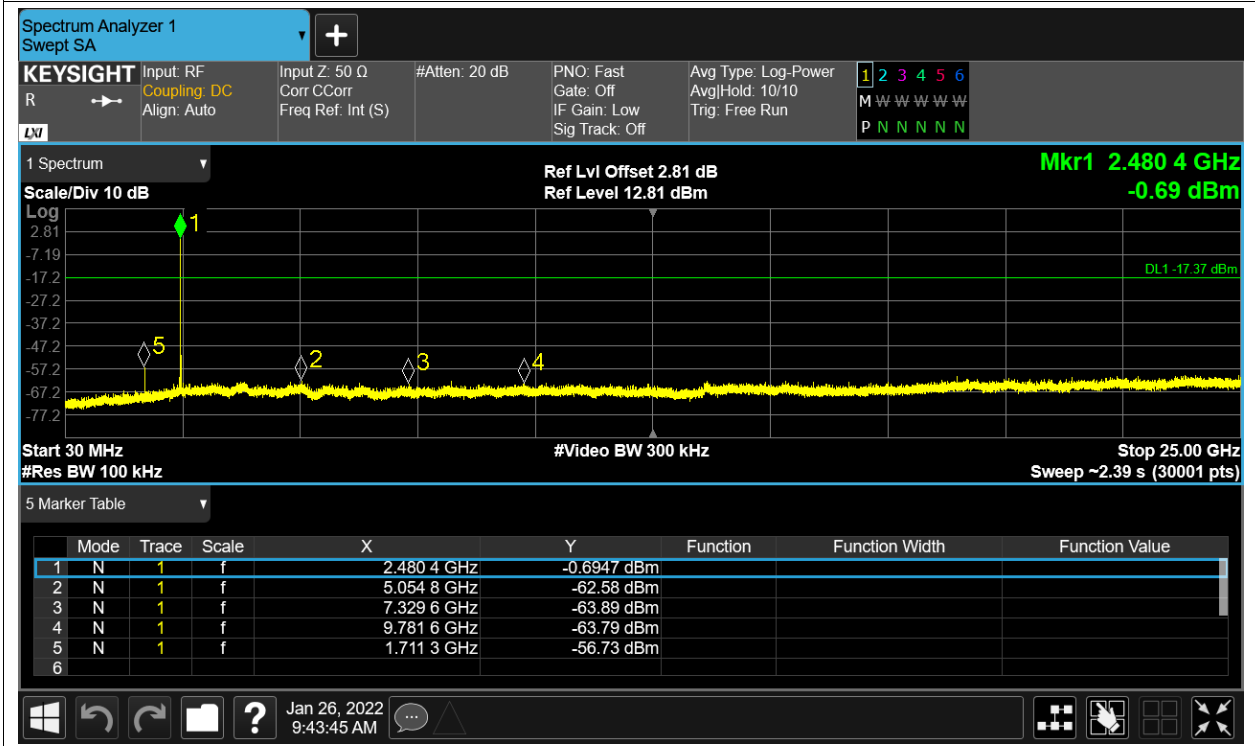 Spectrum Analyzer 1
Swept SA
+
KEYSIGHT Input: RF Input Z: 50 Ω #Atten: 20 dB PNO: Fast Avg Type: Log-Power 1 2 3 4 5 6
R Coupling: DC Corr CCorr Gate: Off Avg|Hold: 10/10 M W W W W W
Align: Auto Freq Ref: Int (S) IF Gain: Low Trig: Free Run
LXI Sig Track: Off P N N N N N
1 Spectrum Ref Lvl Offset 2.81 dB Mkr1 2.480 4 GHz
Scale/Div 10 dB Ref Level 12.81 dBm -0.69 dBm
Log
1
2.81
-7.19
DL1 -17.37 dBm
-17.2
-27.2
-37.2
-47.2 5
-57.2 2 3 4
-67.2
-77.2
Start 30 MHz #Video BW 300 kHz Stop 25.00 GHz
#Res BW 100 kHz Sweep ~2.39 s (30001 pts)
5 Marker Table
Mode Trace Scale X Y Function Function Width Function Value
1 N 1 f 2.480 4 GHz -0.6947 dBm
2 N 1 f 5.054 8 GHz -62.58 dBm
3 N 1 f 7.329 6 GHz -63.89 dBm
4 N 1 f 9.781 6 GHz -63.79 dBm
5 N 1 f 1.711 3 GHz -56.73 dBm
6
? Jan 26, 2022
9:43:45 AM